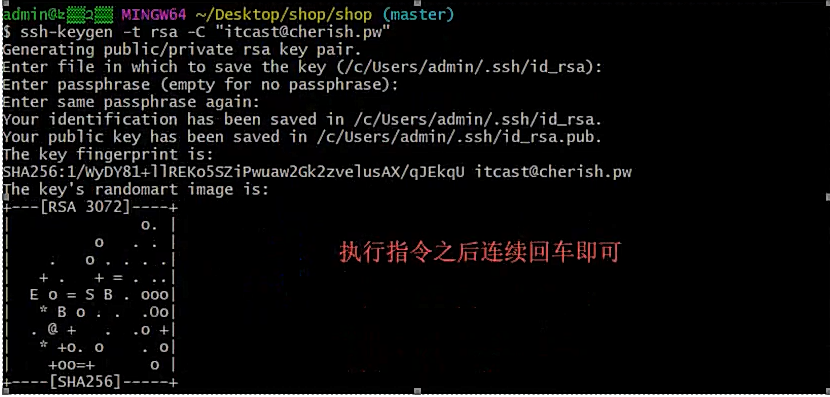 MINGW64 ~/Desktop/shop/shop (master)
$ ssh-keygen -t rsa -C "itcast@cherish.pw"
Generating public/private rsa key pair.
Enter file in which to save the key (/c/Users/admin/.ssh/id_rsa):
Enter passphrase (empty for no passphrase):
Enter same passphrase again:
Your identification has been saved in /c/Users/admin/.ssh/id_rsa.
Your public key has been saved in /c/Users/admin/.ssh/id_rsa.pub.
The key fingerprint is:
SHA256:1/WyDY81+llREKo5SZiPwuaw2Gk2zvelusAX/qJEkqU itcast@cherish.pw
The key's randomart image is:
+---[RSA 3072]----+
|              o. |
|         o   . . |
|    .   o . . . .|
|   + .   + = . ..|
|  E o = S B . ooo|
|   * B o . .  .Oo|
|  . @ +   .  .o +|
|   * +o. o    . o|
|    +oo=+      o |
+----[SHA256]-----+
执行指令之后连续回车即可